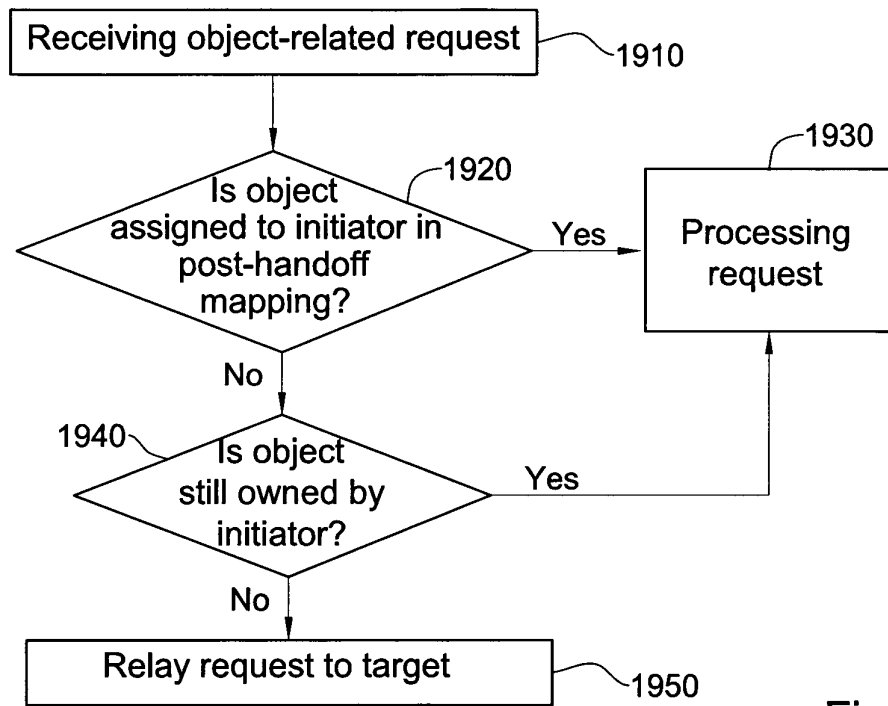 Receiving object-related request
1910
1930
1920
Is object
assigned to initiator in
post-handoff
mapping?
Yes
Processing
request
No
1940
Is object
still owned by
initiator?
Yes
No
Relay request to target
1950